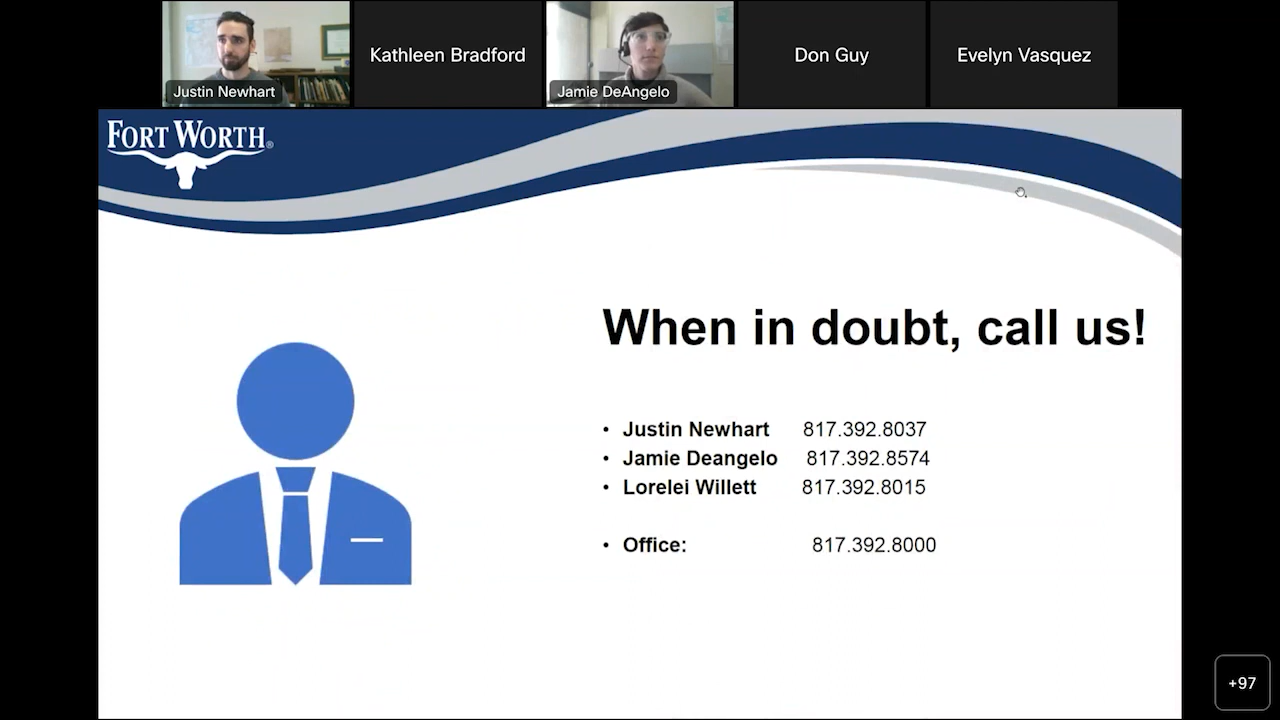 Justin Newhart
Kathleen Bradford
Jamie DeAngelo
Don Guy
Evelyn Vasquez
FORT WORTH®
When in doubt, call us!
• Justin Newhart 817.392.8037
• Jamie Deangelo 817.392.8574
• Lorelei Willett 817.392.8015
• Office: 817.392.8000
+97